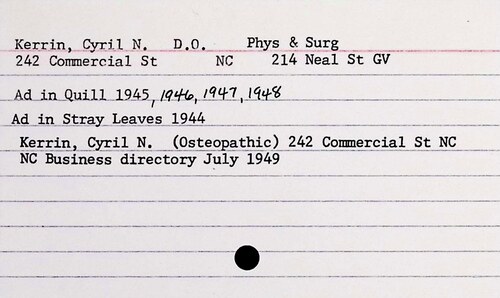 Kerrin, Cyril N. D.O. Phys & Surg
242 Commercial St NC 214 Neal St GV
Ad in Quill 1945, 1946, 1947, 1948
Ad in Stray Leaves 1944
Kerrin, Cyril N. (Osteopathic) 242 Commercial St NC
NC Business directory July 1949